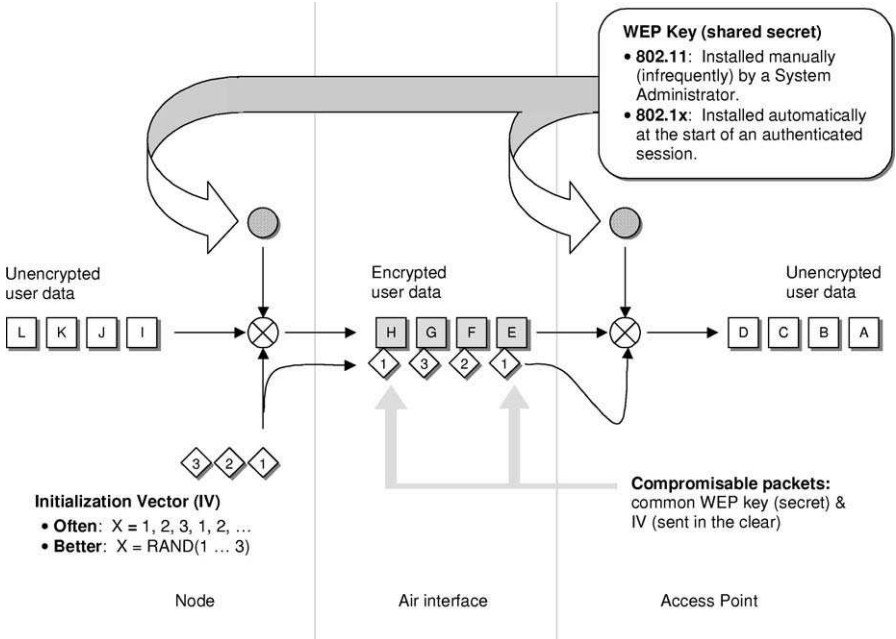 WEP Key (shared secret)
• 802.11: Installed manually
(infrequently) by a System
Administrator.
• 802.1x: Installed automatically
at the start of an authenticated
session.
Unencrypted
user data
Encrypted
user data
Unencrypted
user data
L K J I
H G F E
D C B A
1 3 2 1
3 2 1
Initialization Vector (IV)
• Often: X = 1, 2, 3, 1, 2, …
• Better: X = RAND(1 … 3)
Compromisable packets:
common WEP key (secret) &
IV (sent in the clear)
Node
Air interface
Access Point